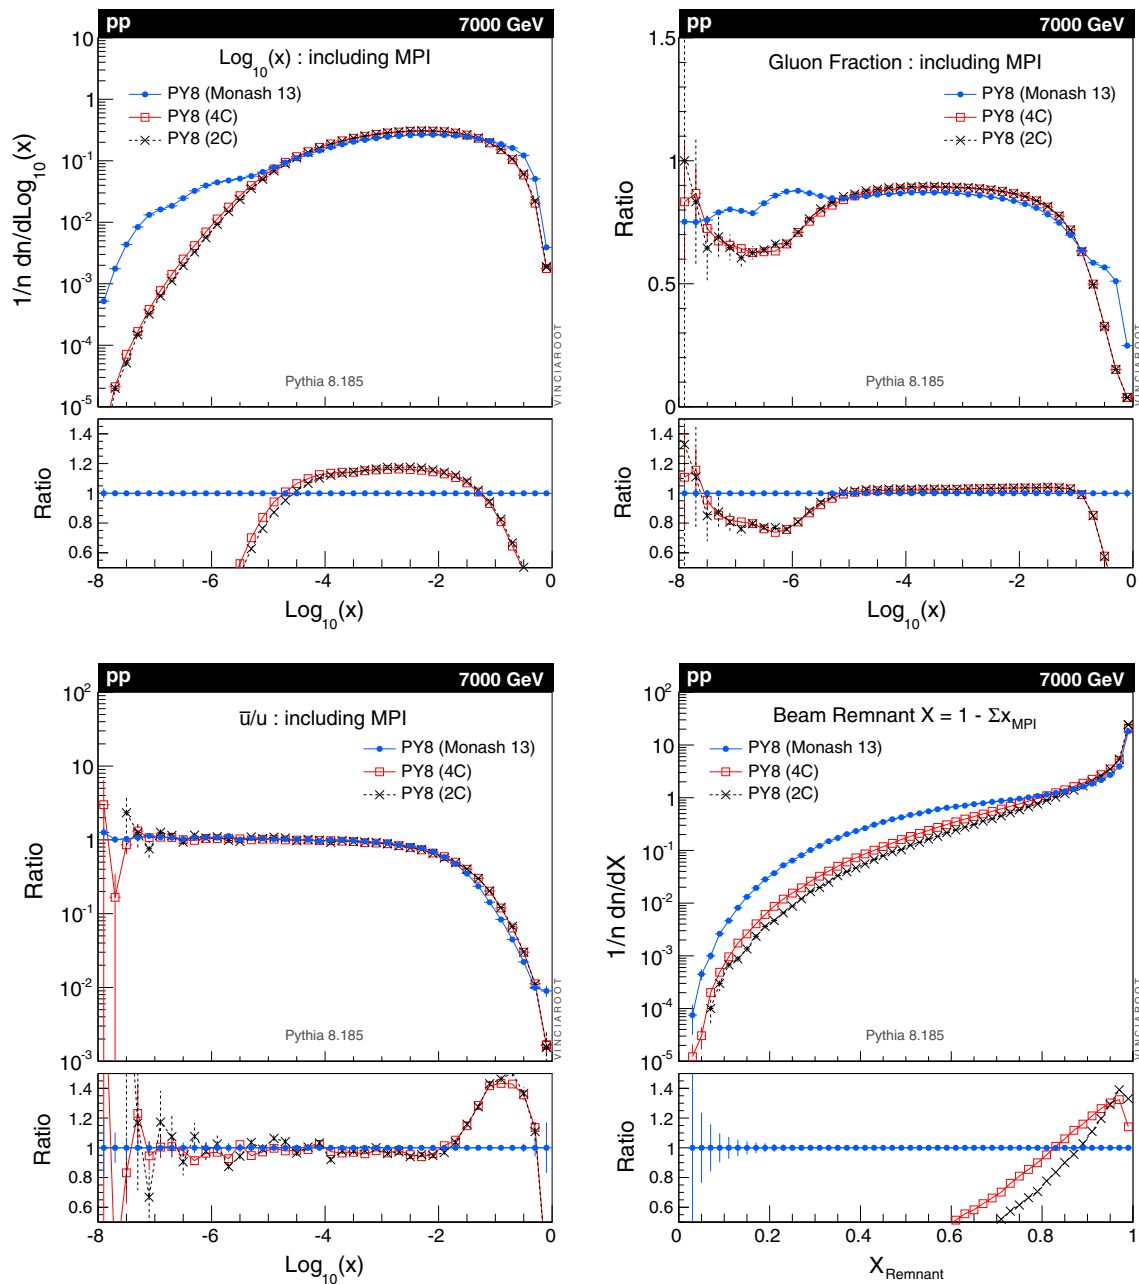 pp 7000 GeV
Log10(x) : including MPI
PY8 (Monash 13)
PY8 (4C)
PY8 (2C)
1/n dn/dLog10(x)
10
1
10^-1
10^-2
10^-3
10^-4
10^-5
Pythia 8.185
VINCIAROOT
Ratio
1.4
1.2
1
0.8
0.6
-8 -6 -4 -2 0
Log10(x)
pp 7000 GeV
Gluon Fraction : including MPI
PY8 (Monash 13)
PY8 (4C)
PY8 (2C)
Ratio
1.5
1
0.5
0
Pythia 8.185
VINCIAROOT
Ratio
1.4
1.2
1
0.8
0.6
-8 -6 -4 -2 0
Log10(x)
pp 7000 GeV
u̅/u : including MPI
PY8 (Monash 13)
PY8 (4C)
PY8 (2C)
Ratio
10^2
10
1
10^-1
10^-2
10^-3
Pythia 8.185
VINCIAROOT
Ratio
1.4
1.2
1
0.8
0.6
-8 -6 -4 -2 0
Log10(x)
pp 7000 GeV
Beam Remnant X = 1 - ΣxMPI
PY8 (Monash 13)
PY8 (4C)
PY8 (2C)
1/n dn/dX
10^2
10
1
10^-1
10^-2
10^-3
10^-4
10^-5
Pythia 8.185
VINCIAROOT
Ratio
1.4
1.2
1
0.8
0.6
0 0.2 0.4 0.6 0.8 1
XRemnant